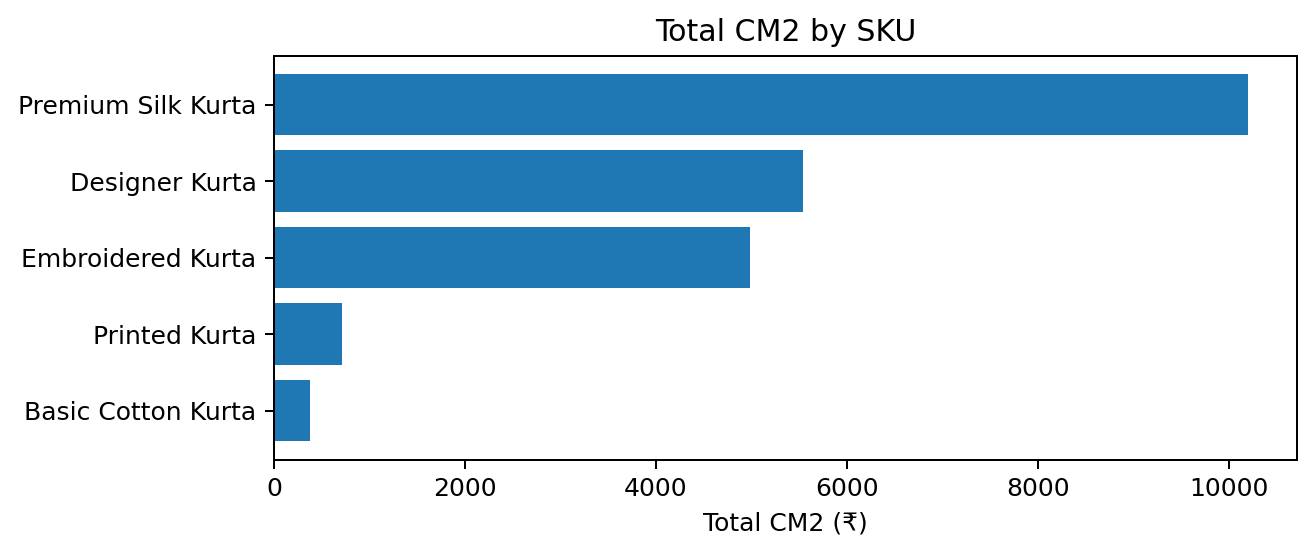 Total CM2 by SKU
Premium Silk Kurta
Designer Kurta
Embroidered Kurta
Printed Kurta
Basic Cotton Kurta
0 2000 4000 6000 8000 10000
Total CM2 (₹)